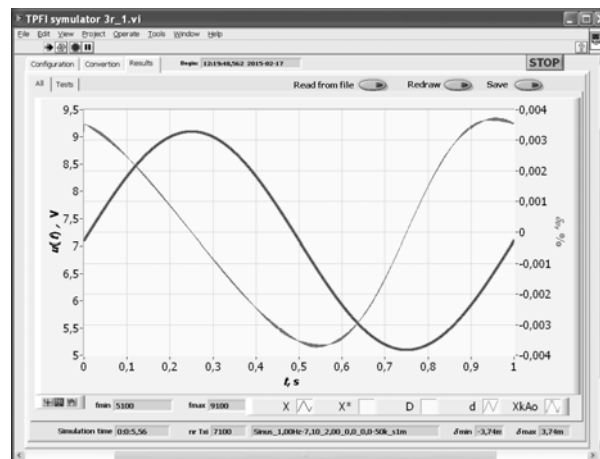 TPFI symulator 3r_1.vi
File Edit View Project Operate Tools Window Help
Configuration Convertion Results Begin: 12:19:48,562 2015-02-17 STOP
All Tests Read from file Redraw Save
9,5 -0,004
9 -0,003
8,5 -0,002
8 -0,001
7,5 -0
7 -0,001
6,5 -0,002
6 -0,003
5,5 -0,004
5
u(t), V
δx, %
0 0,1 0,2 0,3 0,4 0,5 0,6 0,7 0,8 0,9 1
t, s
fmin 5100 fmax 9100 X X* D d XkAo
Simulation time 0:0:5,56 nr Txi 7100 Sinus_1,00Hz-7,10_2,00_0,0_0,0-50k_s1m δmin -3,74m δmax 3,74m